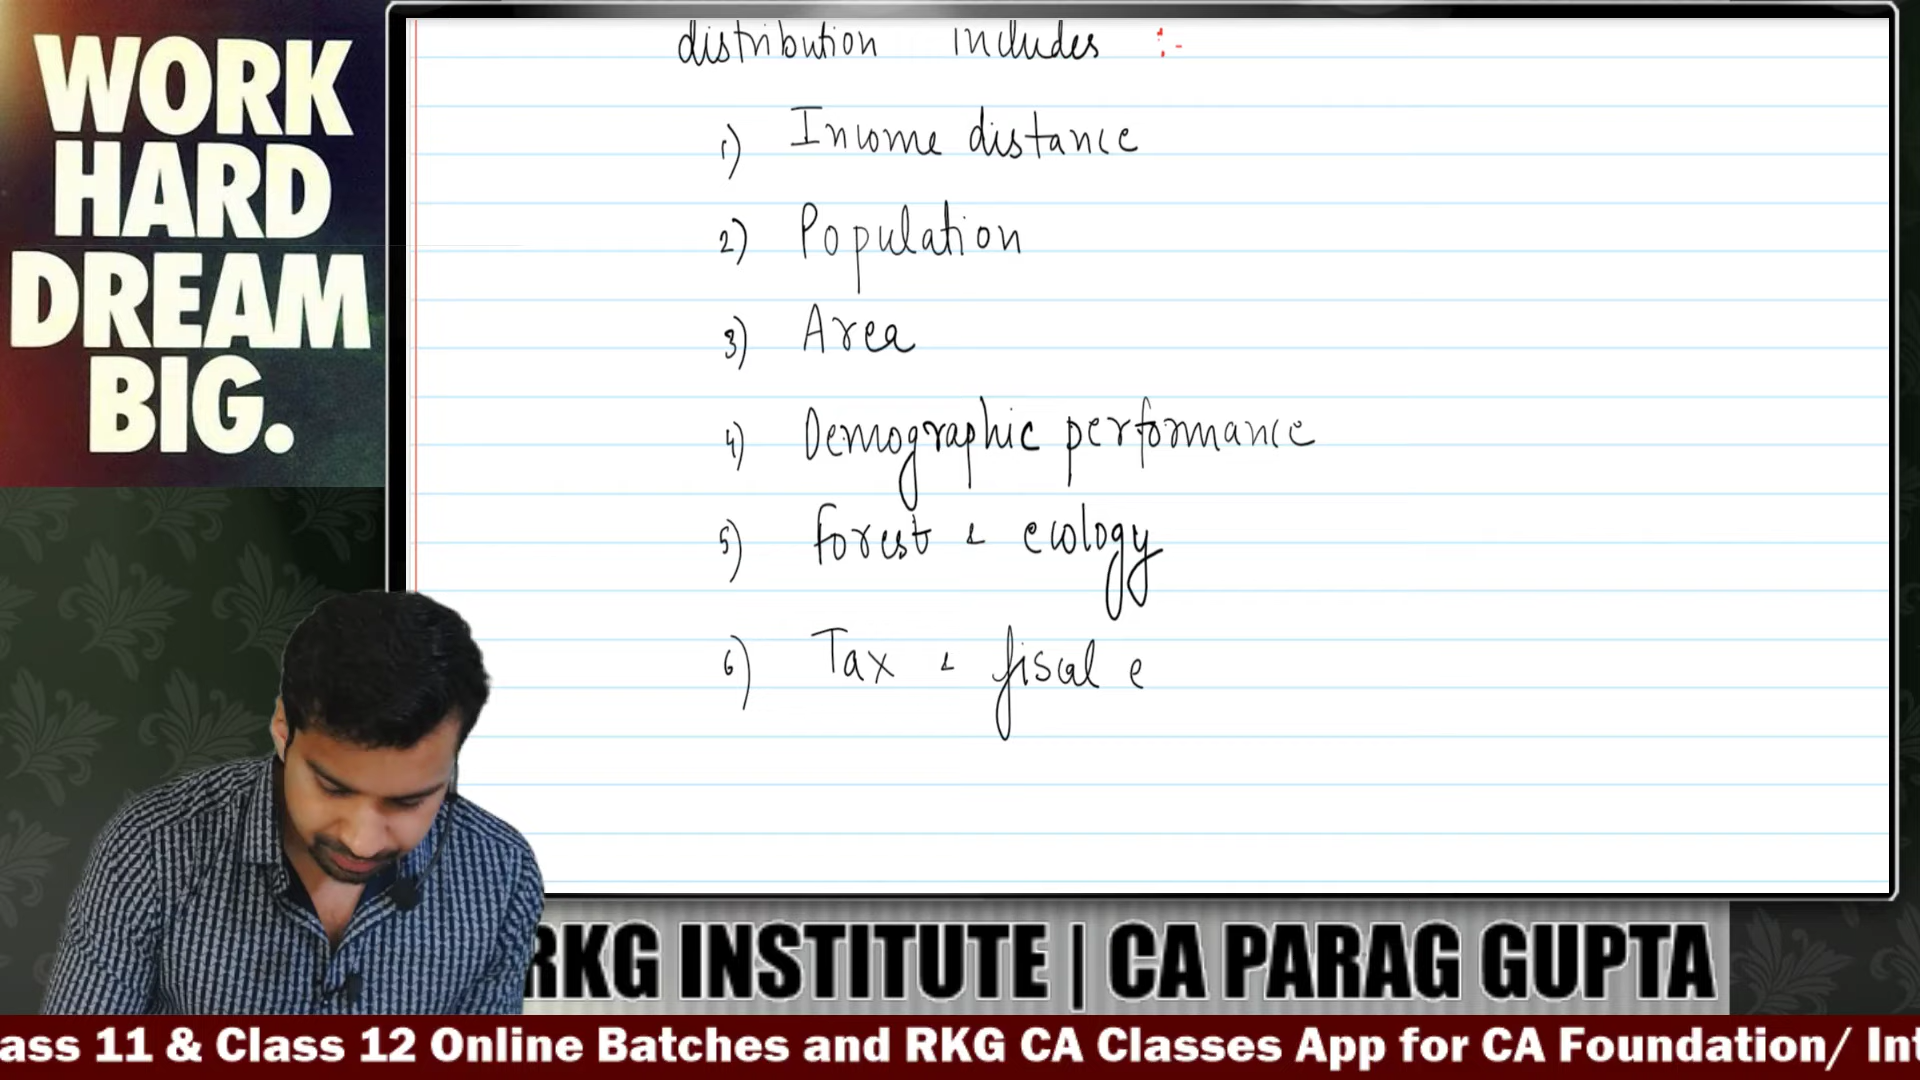 WORK
HARD
DREAM
BIG.
distribution includes :-
1) Income distance
2) Population
3) Area
4) Demographic performance
5) Forest & ecology
6) Tax & fiscal e
RKG INSTITUTE | CA PARAG GUPTA
ass 11 & Class 12 Online Batches and RKG CA Classes App for CA Foundation/ Int